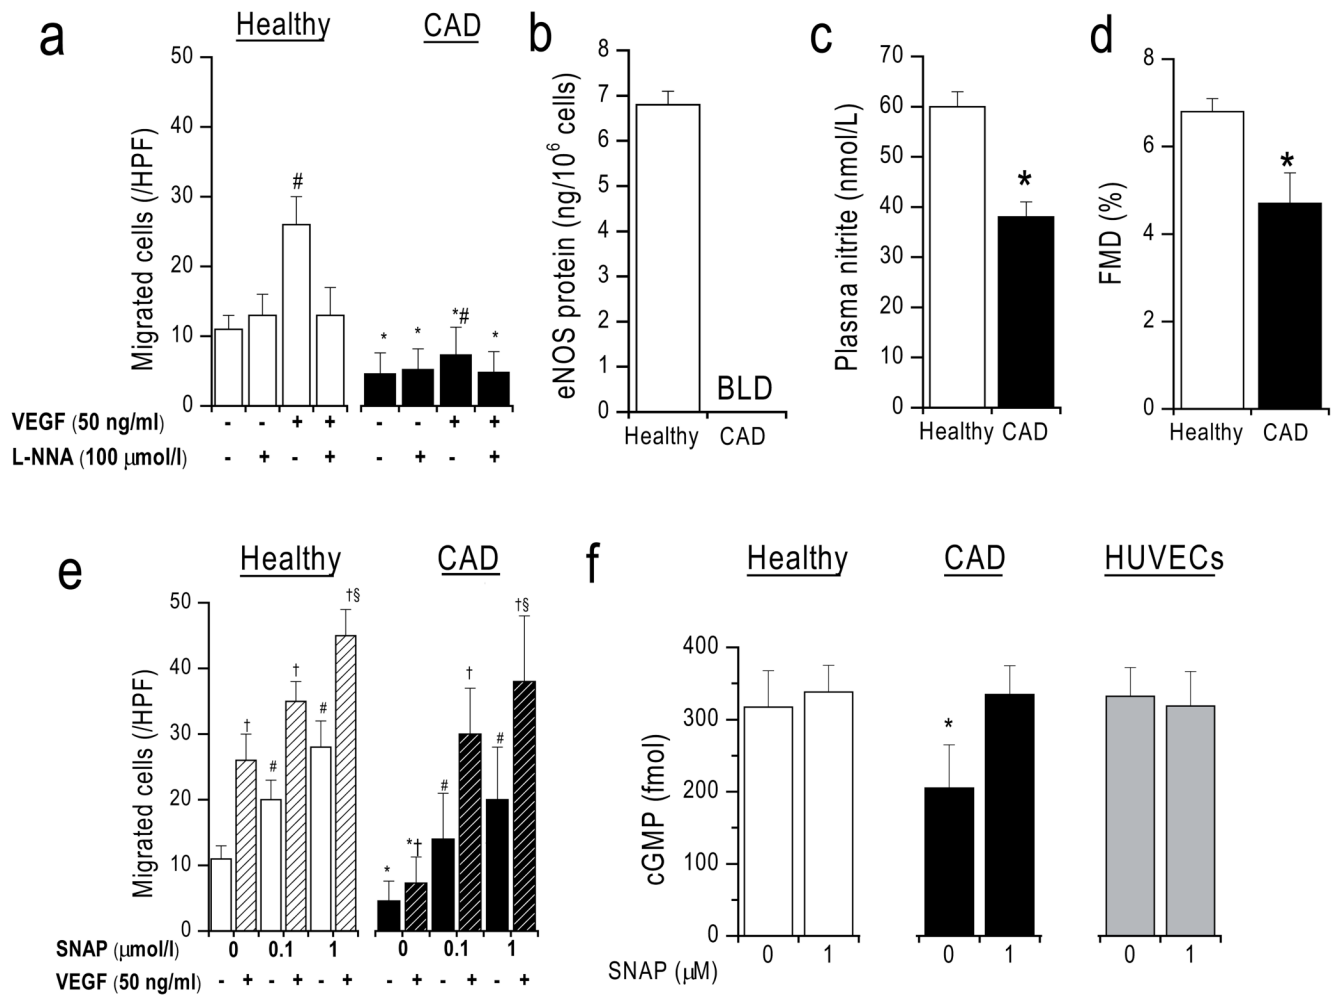 a
Healthy
CAD
50
40
30
20
10
0
Migrated cells (/HPF)
#
* * *# *
VEGF (50 ng/ml) - - + + - - + +
L-NNA (100 µmol/l) - + - + - + - +
b
8
7
6
5
4
3
2
1
0
eNOS protein (ng/10⁶ cells)
BLD
Healthy CAD
c
70
60
50
40
30
20
10
0
Plasma nitrite (nmol/L)
*
Healthy CAD
d
8
6
4
2
0
FMD (%)
*
Healthy CAD
e
Healthy
CAD
50
40
30
20
10
0
Migrated cells (/HPF)
† # † # †§
* *‡ # † # †§
SNAP (µmol/l) 0 0.1 1 0 0.1 1
VEGF (50 ng/ml) - + - + - + - + - + - +
f
Healthy
CAD
HUVECs
400
300
200
100
0
cGMP (fmol)
*
SNAP (µM) 0 1 0 1 0 1